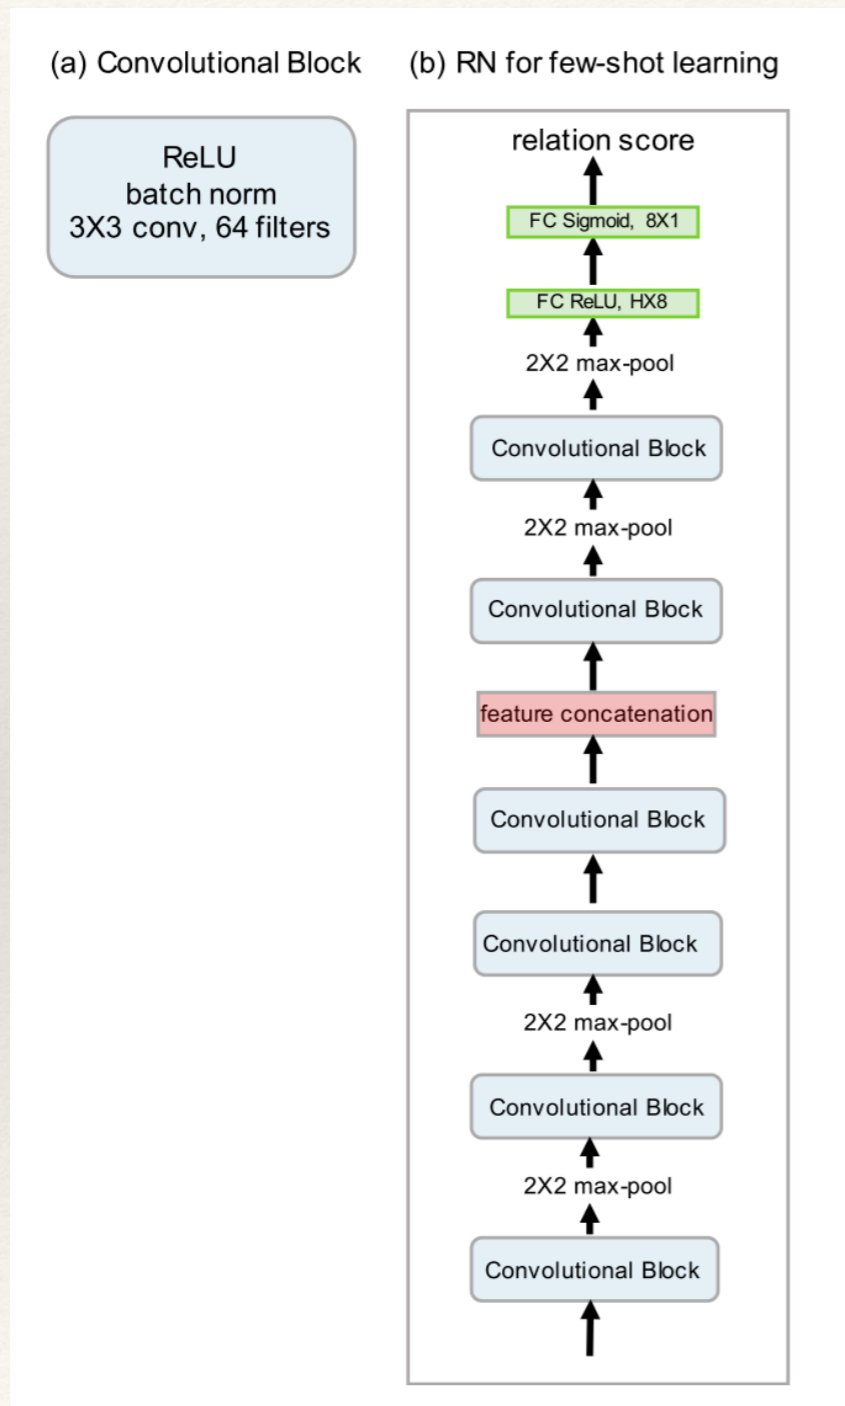 (a) Convolutional Block
ReLU
batch norm
3X3 conv, 64 filters
(b) RN for few-shot learning
relation score
FC Sigmoid, 8X1
FC ReLU, HX8
2X2 max-pool
Convolutional Block
2X2 max-pool
Convolutional Block
feature concatenation
Convolutional Block
Convolutional Block
2X2 max-pool
Convolutional Block
2X2 max-pool
Convolutional Block